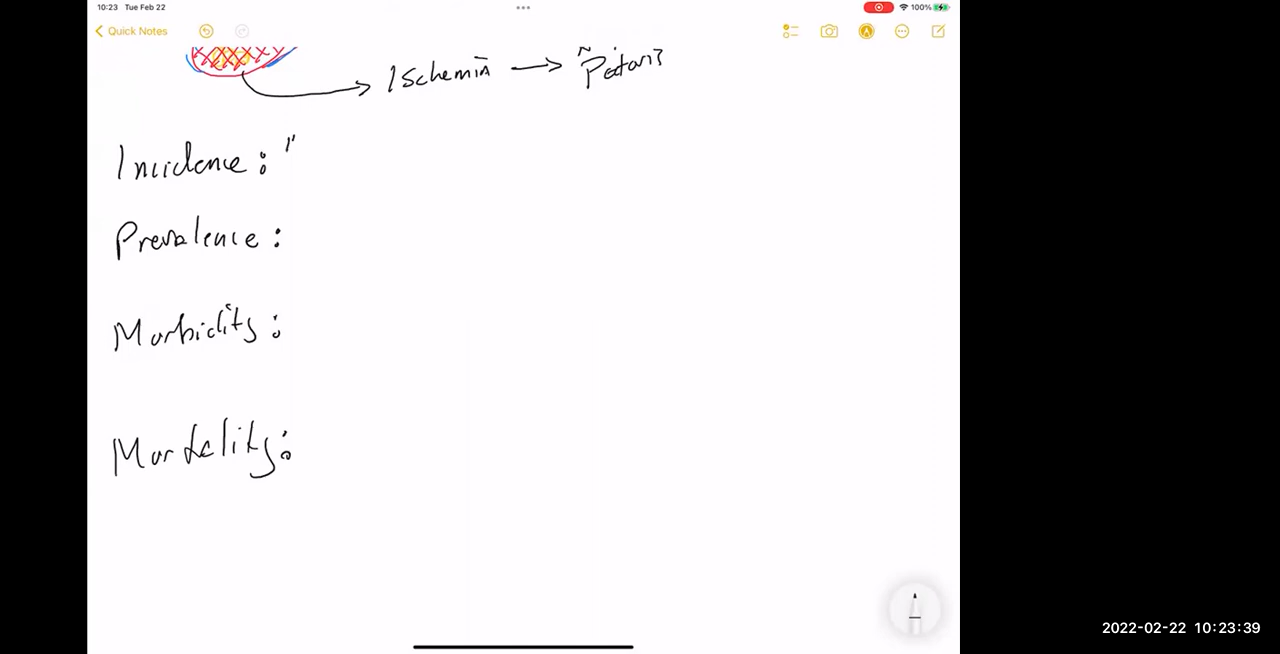 10:23 Tue Feb 22 100%
Quick Notes
Ischemia →
Incidence : "
Prevalence :
Morbidity :
Mortality :
2022-02-22 10:23:39